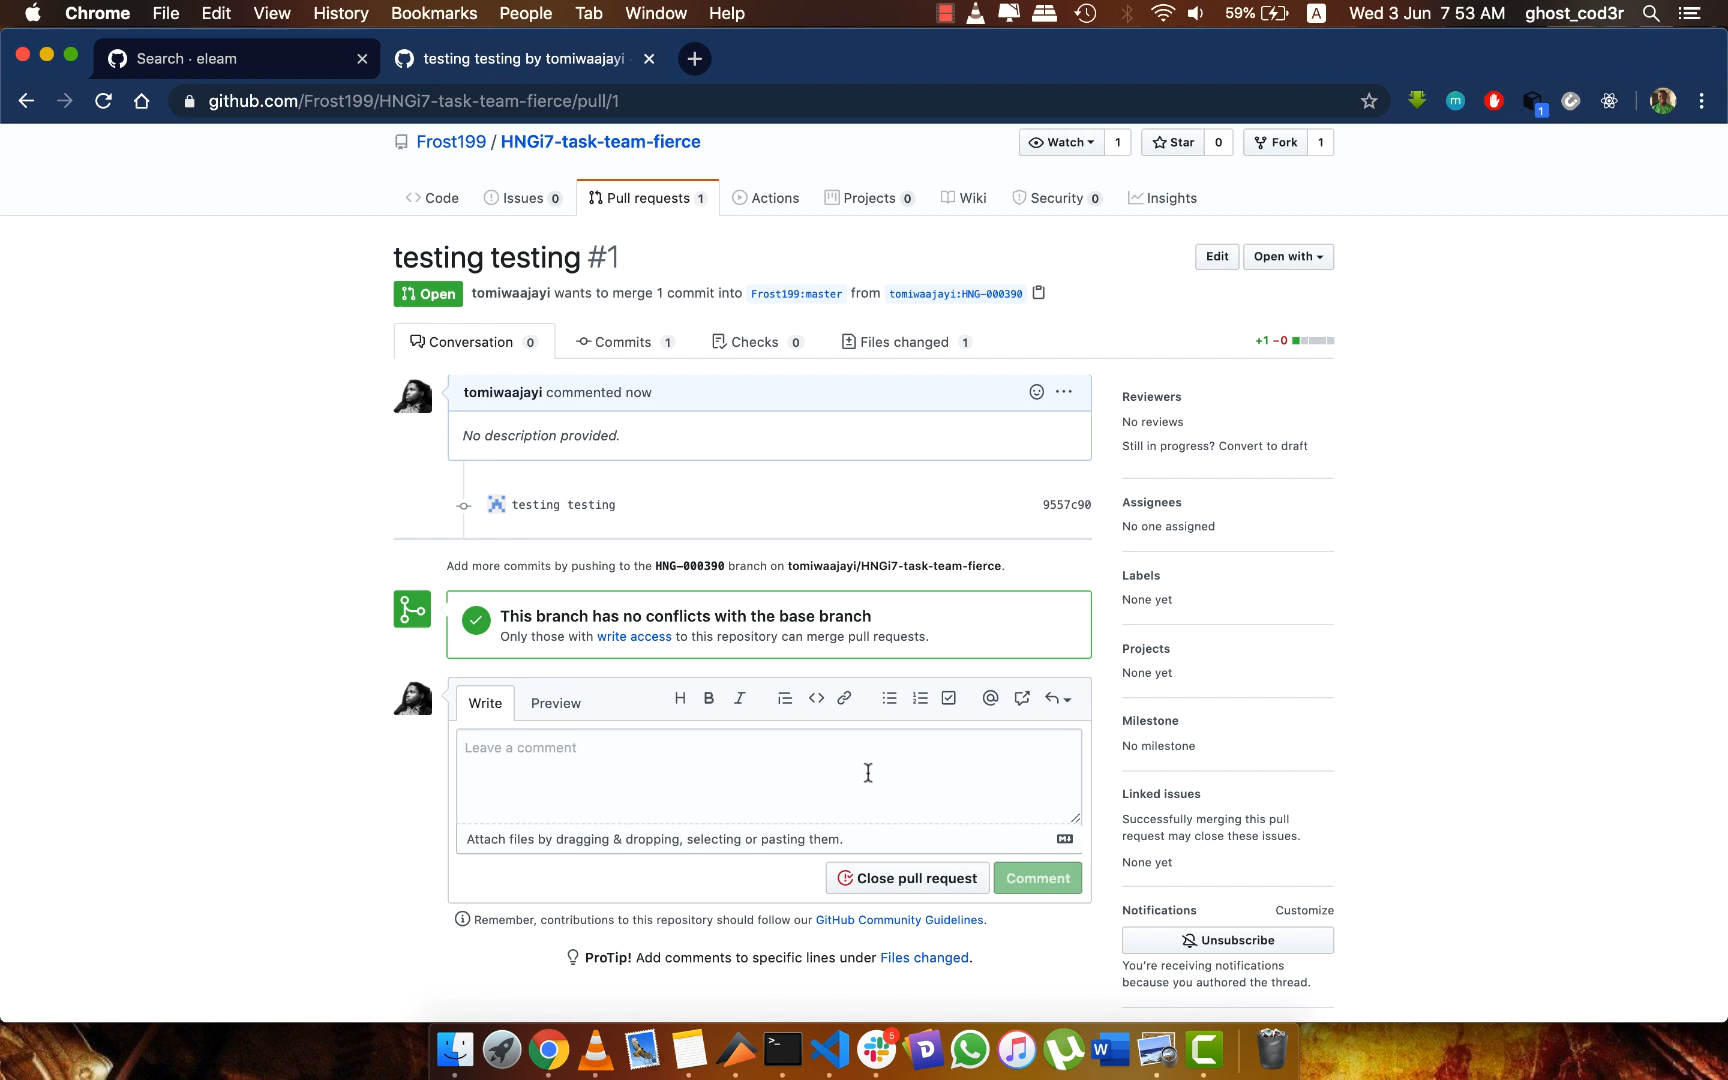 Chrome File Edit View History Bookmarks People Tab Window Help 59% A Wed 3 Jun 7 53 AM ghost_cod3r
Search · eleam
testing testing by tomiwaajayi
github.com/Frost199/HNGi7-task-team-fierce/pull/1
m
1
Frost199 / HNGi7-task-team-fierce
Watch 1 Star 0 Fork 1
Code Issues 0 Pull requests 1 Actions Projects 0 Wiki Security 0 Insights
testing testing #1
Edit Open with
Open tomiwaajayi wants to merge 1 commit into Frost199:master from tomiwaajayi:HNG-000390
Conversation 0 Commits 1 Checks 0 Files changed 1
+1 −0
tomiwaajayi commented now
No description provided.
testing testing 9557c90
Add more commits by pushing to the HNG-000390 branch on tomiwaajayi/HNGi7-task-team-fierce.
This branch has no conflicts with the base branch
Only those with write access to this repository can merge pull requests.
Write Preview H B I
Leave a comment
Attach files by dragging & dropping, selecting or pasting them.
Close pull request Comment
Remember, contributions to this repository should follow our GitHub Community Guidelines.
ProTip! Add comments to specific lines under Files changed.
Reviewers
No reviews
Still in progress? Convert to draft
Assignees
No one assigned
Labels
None yet
Projects
None yet
Milestone
No milestone
Linked issues
Successfully merging this pull
request may close these issues.
None yet
Notifications Customize
Unsubscribe
You're receiving notifications
because you authored the thread.
5
>_ D W C